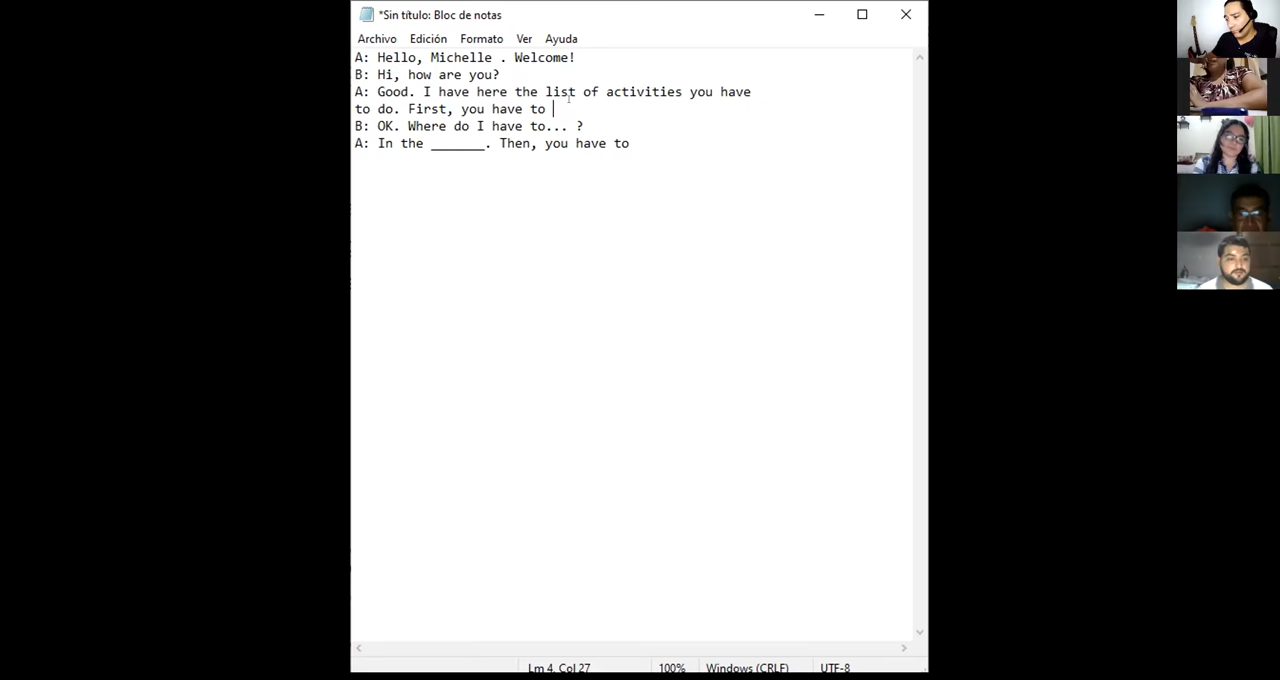 *Sin título: Bloc de notas
Archivo Edición Formato Ver Ayuda
A: Hello, Michelle . Welcome!
B: Hi, how are you?
A: Good. I have here the list of activities you have
to do. First, you have to
B: OK. Where do I have to... ?
A: In the _______. Then, you have to
Lm 4, Col 27 100% Windows (CRLF) UTF-8